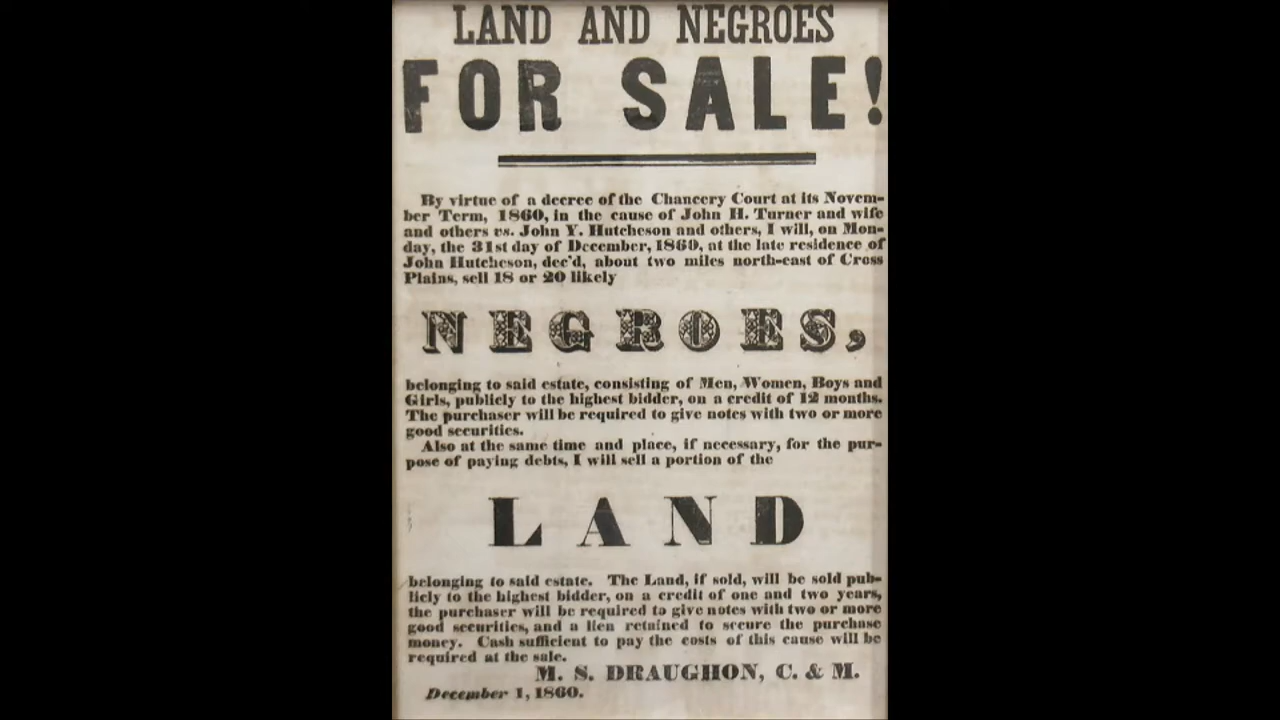 LAND AND NEGROES
FOR SALE!
By virtue of a decree of the Chancery Court at its Novem-
ber Term, 1860, in the cause of John H. Turner and wife
and others vs. John Y. Hutcheson and others, I will, on Mon-
day, the 31st day of December, 1860, at the late residence of
John Hutcheson, dec'd, about two miles north-east of Cross
Plains, sell 18 or 20 likely
NEGROES,
belonging to said estate, consisting of Men, Women, Boys and
Girls, publicly to the highest bidder, on a credit of 12 months.
The purchaser will be required to give notes with two or more
good securities.
Also at the same time and place, if necessary, for the pur-
pose of paying debts, I will sell a portion of the
LAND
belonging to said estate. The Land, if sold, will be sold pub-
licly to the highest bidder, on a credit of one and two years,
the purchaser will be required to give notes with two or more
good securities, and a lien retained to secure the purchase
money. Cash sufficient to pay the costs of this cause will be
required at the sale.
M. S. DRAUGHON, C. & M.
December 1, 1860.